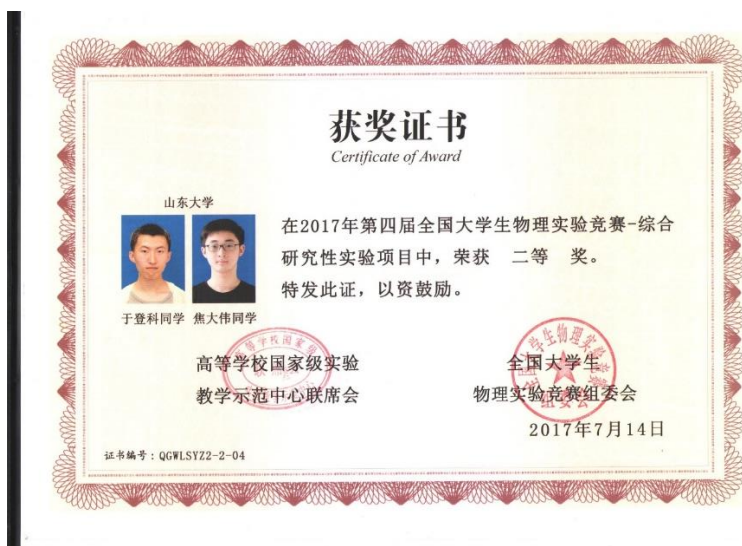 获奖证书
Certificate of Award
山东大学
于登科同学 焦大伟同学
在2017年第四届全国大学生物理实验竞赛-综合
研究性实验项目中，荣获 二等 奖。
特发此证，以资鼓励。
高等学校国家级实验
教学示范中心联席会
全国大学生
物理实验竞赛组委会
2017年7月14日
证书编号：QGWLSYZ2-2-04